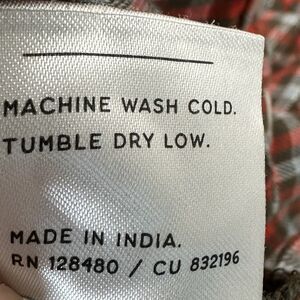 MACHINE WASH COLD.
TUMBLE DRY LOW.
MADE IN INDIA.
RN 128480 / CU 832196